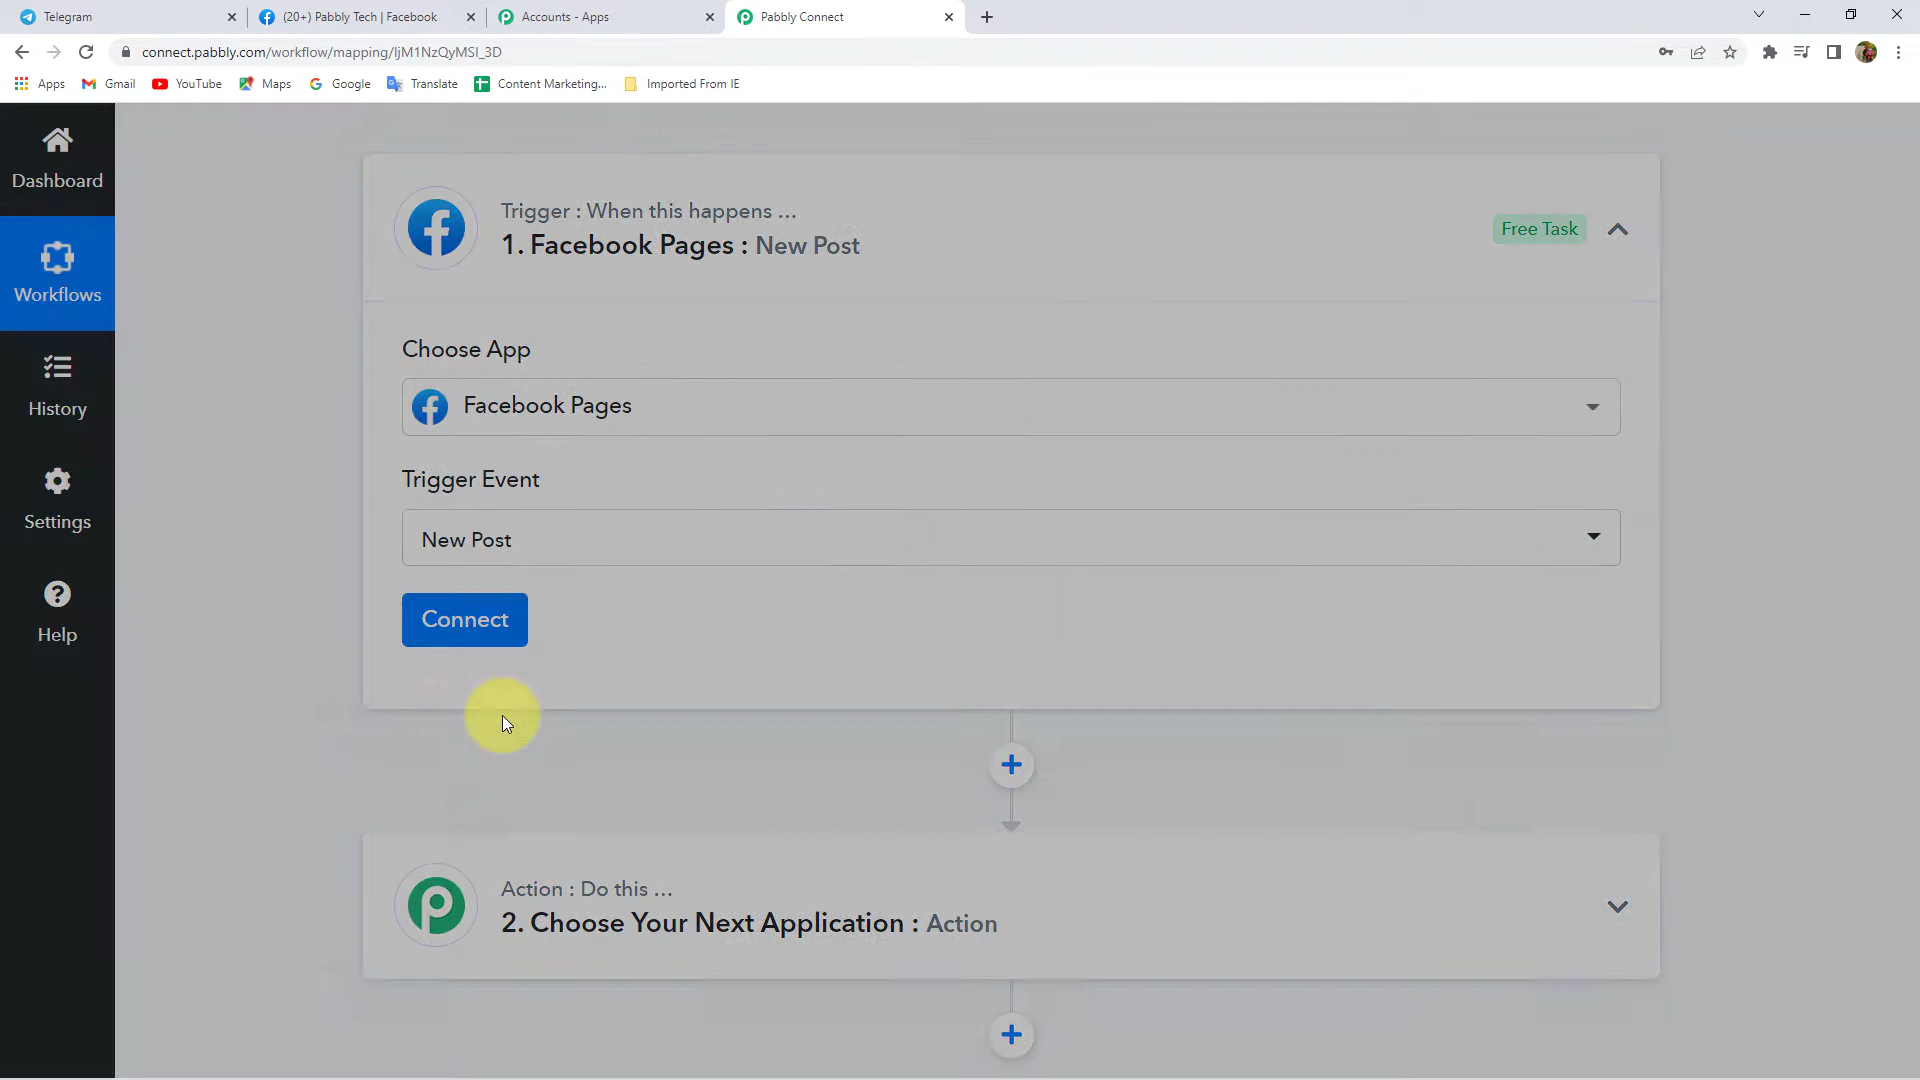 Telegram
(20+) Pabbly Tech | Facebook
Accounts - Apps
Pabbly Connect
connect.pabbly.com/workflow/mapping/IjM1NzQyMSI_3D
Apps
Gmail
YouTube
Maps
Google
Translate
Content Marketing...
Imported From IE
Dashboard
Workflows
History
Settings
Help
Trigger : When this happens ...
1. Facebook Pages : New Post
Free Task
Choose App
Facebook Pages
Trigger Event
New Post
Connect
Action : Do this ...
2. Choose Your Next Application : Action